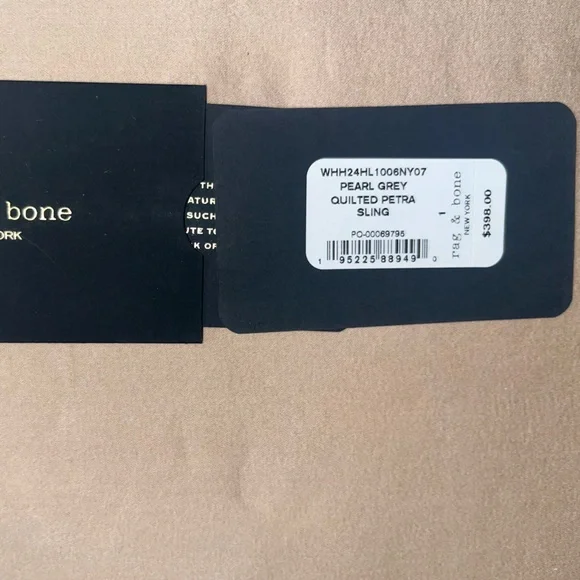 & bone
ORK
TH
ATUR
SUCH
UTE TO
K OF
WHH24HL1006NY07
PEARL GREY
QUILTED PETRA
SLING
PO-00069795
1 95225 88949 0
1
rag & bone
NEW YORK
$398.00